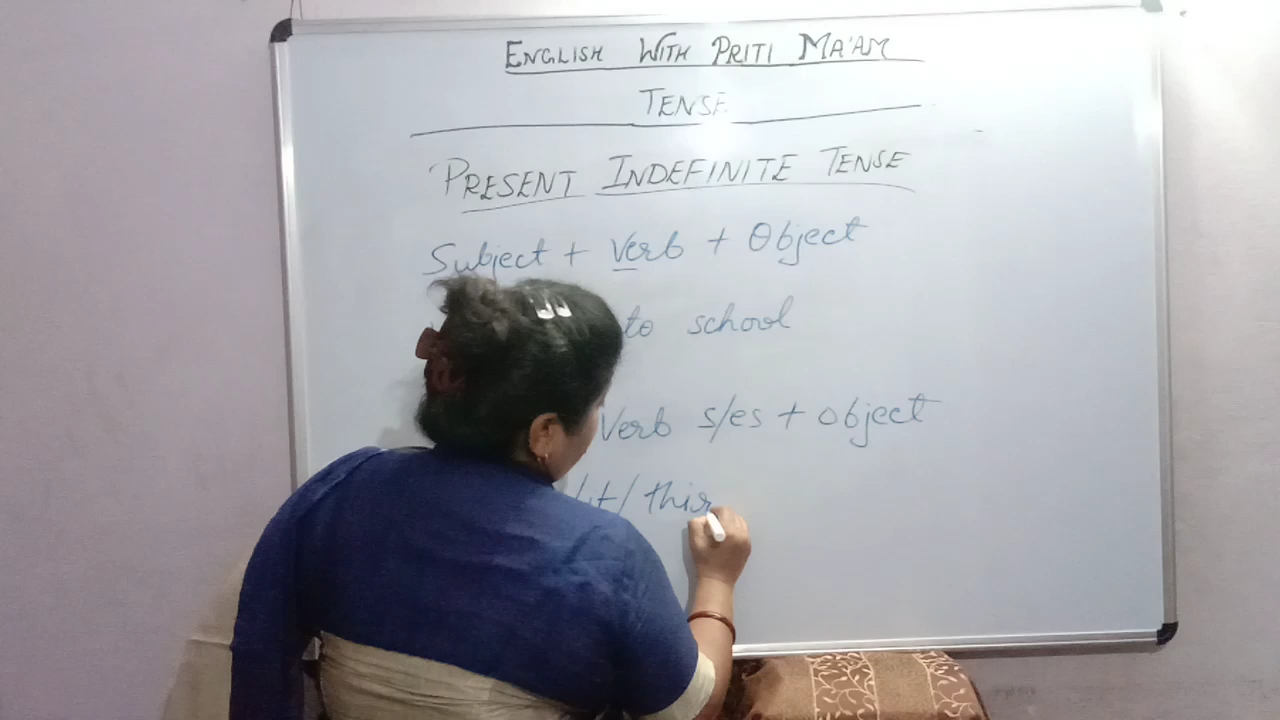 ENGLISH WITH PRITI MA'AM
TENSE
PRESENT INDEFINITE TENSE
Subject + Verb + Object
to school
Verb s/es + object
/it/ this